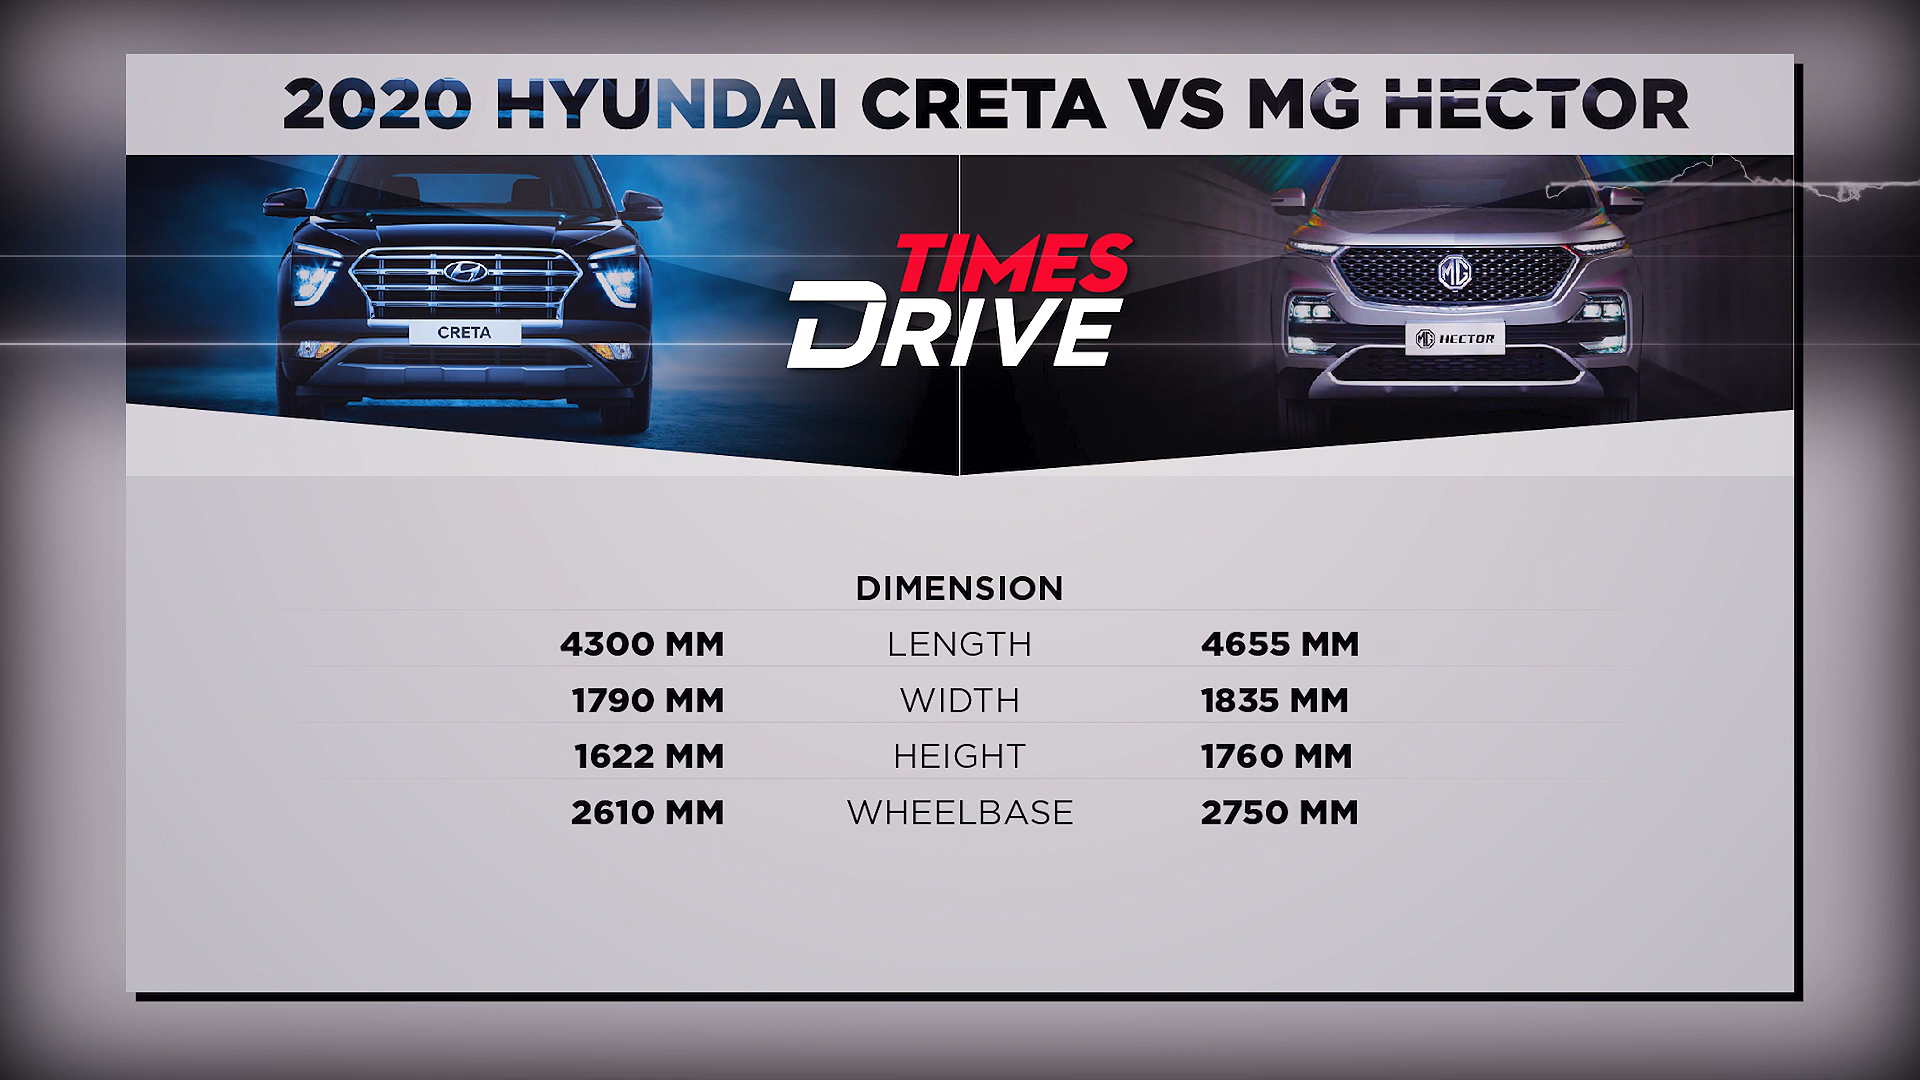 2020 HYUNDAI CRETA VS MG HECTOR
TIMES
DRIVE
CRETA
MG
MG HECTOR
DIMENSION
4300 MM LENGTH 4655 MM
1790 MM WIDTH 1835 MM
1622 MM HEIGHT 1760 MM
2610 MM WHEELBASE 2750 MM